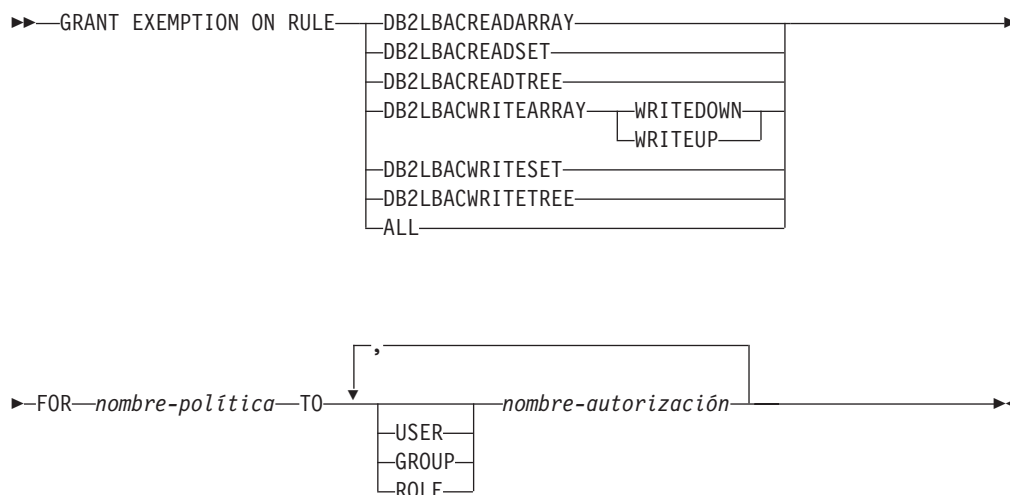 GRANT EXEMPTION ON RULE DB2LBACREADARRAY
DB2LBACREADSET
DB2LBACREADTREE
DB2LBACWRITEARRAY WRITEDOWN
WRITEUP
DB2LBACWRITESET
DB2LBACWRITETREE
ALL
,
FOR nombre-política TO nombre-autorización
USER
GROUP
ROLE